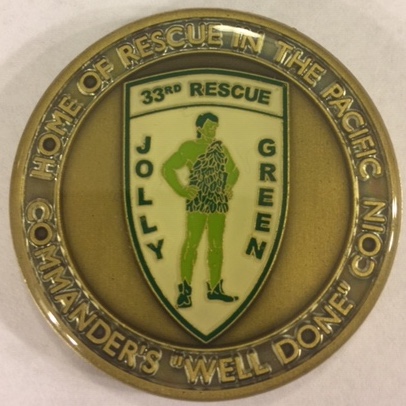 HOME OF RESCUE IN THE PACIFIC
33RD RESCUE
JOLLY
GREEN
COMMANDER'S "WELL DONE" COIN